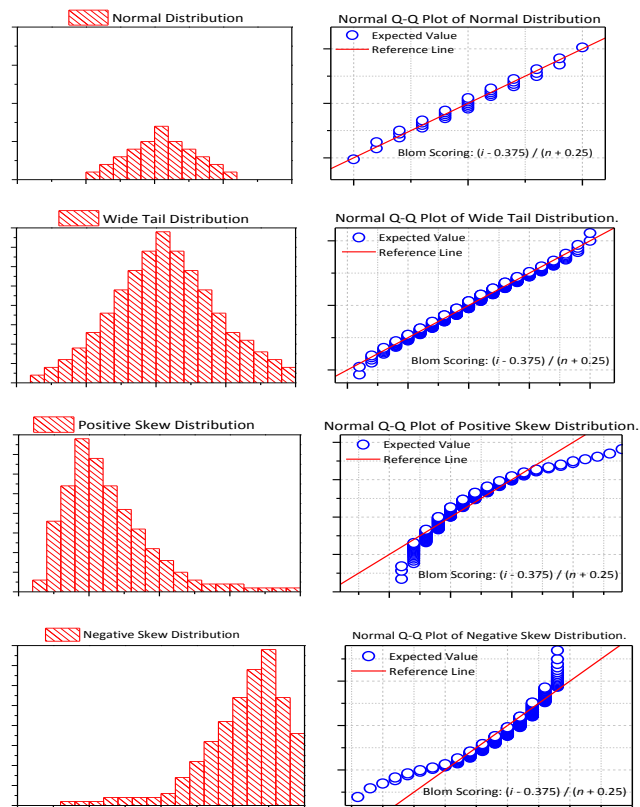 Normal Distribution
Normal Q-Q Plot of Normal Distribution
Expected Value
Reference Line
Blom Scoring: (i - 0.375) / (n + 0.25)
Wide Tail Distribution
Normal Q-Q Plot of Wide Tail Distribution.
Expected Value
Reference Line
Blom Scoring: (i - 0.375) / (n + 0.25)
Positive Skew Distribution
Normal Q-Q Plot of Positive Skew Distribution.
Expected Value
Reference Line
Blom Scoring: (i - 0.375) / (n + 0.25)
Negative Skew Distribution
Normal Q-Q Plot of Negative Skew Distribution.
Expected Value
Reference Line
Blom Scoring: (i - 0.375) / (n + 0.25)